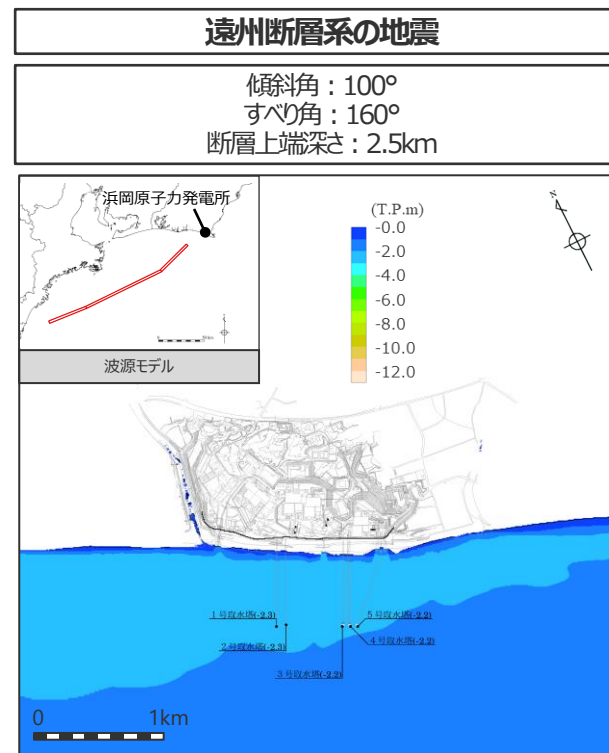 遠州断層系の地震
傾斜角：100°
すべり角：160°
断層上端深さ：2.5km
浜岡原子力発電所
波源モデル
(T.P.m)
-0.0
-2.0
-4.0
-6.0
-8.0
-10.0
-12.0
N
1号取水塔(-2.3)
2号取水塔(-2.3)
3号取水塔(-2.2)
4号取水塔(-2.2)
5号取水塔(-2.2)
0 1km